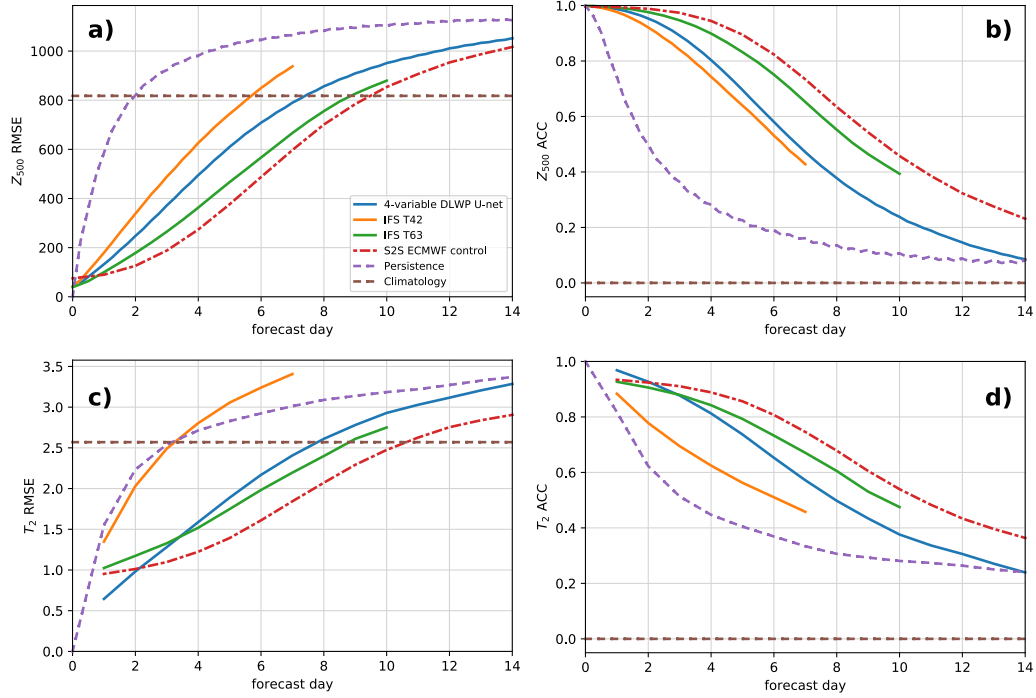 a)
Z500 RMSE
1000
800
600
400
200
0
0 2 4 6 8 10 12 14
forecast day
4-variable DLWP U-net
IFS T42
IFS T63
S2S ECMWF control
Persistence
Climatology
b)
Z500 ACC
1.0
0.8
0.6
0.4
0.2
0.0
0 2 4 6 8 10 12 14
forecast day
c)
T2 RMSE
3.5
3.0
2.5
2.0
1.5
1.0
0.5
0.0
0 2 4 6 8 10 12 14
forecast day
d)
T2 ACC
1.0
0.8
0.6
0.4
0.2
0.0
0 2 4 6 8 10 12 14
forecast day